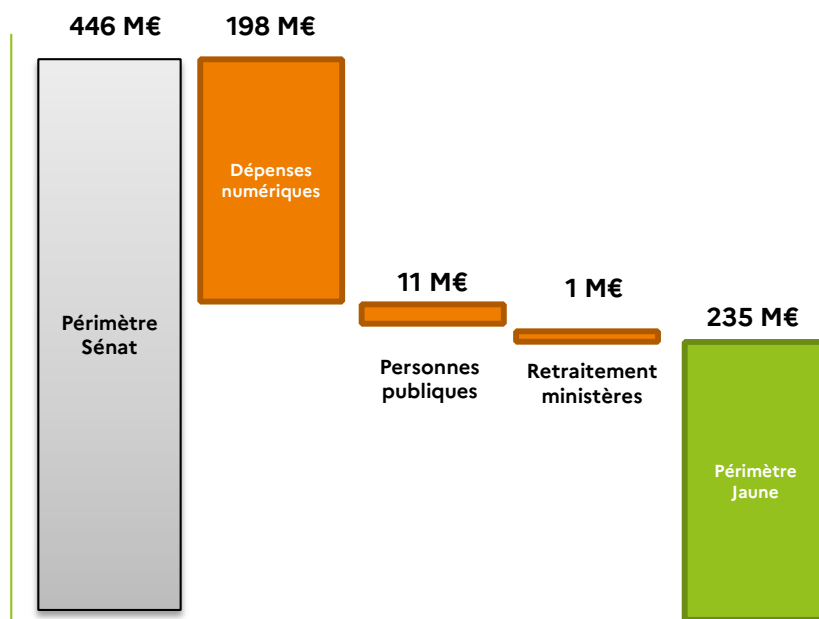 446 M€
198 M€
Dépenses
numériques
11 M€
1 M€
235 M€
Périmètre
Sénat
Personnes
publiques
Retraitement
ministères
Périmètre
Jaune